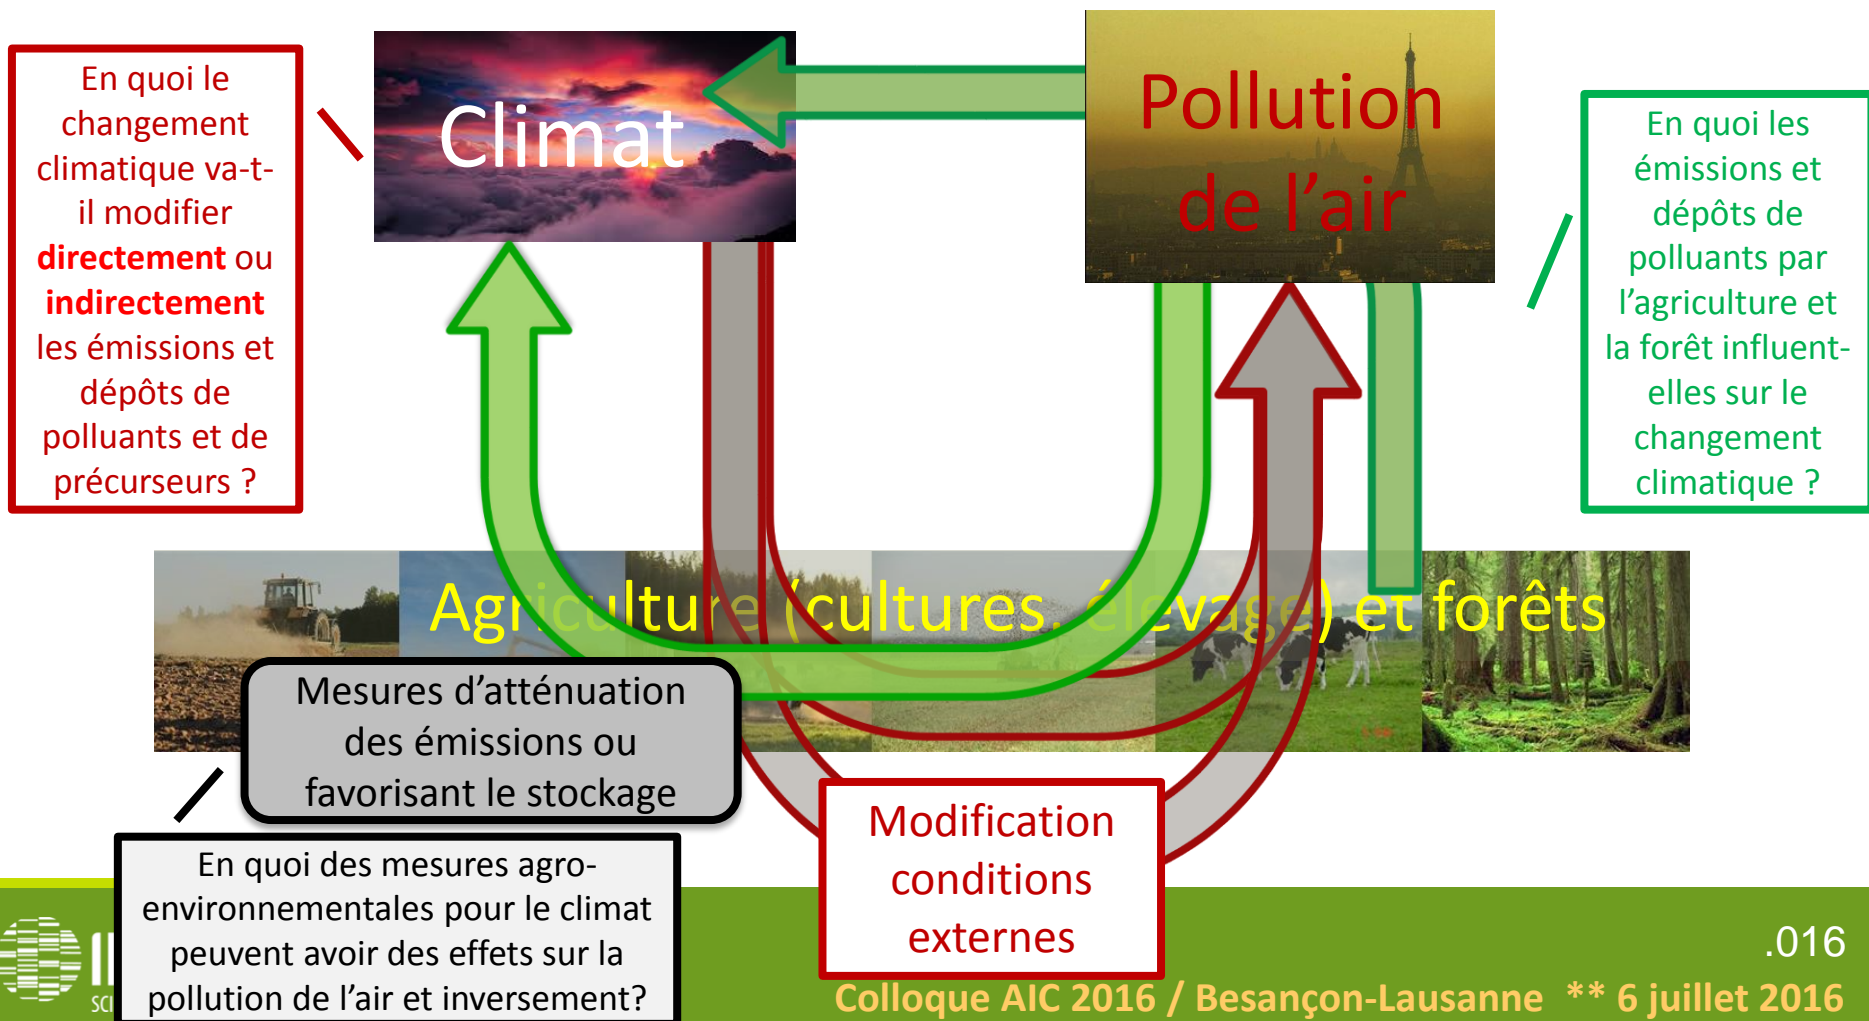 En quoi le
changement
climatique va-t-
il modifier
directement ou
indirectement
les émissions et
dépôts de
polluants et de
précurseurs ?
Climat
Pollution
de l’air
En quoi les
émissions et
dépôts de
polluants par
l’agriculture et
la forêt influent-
elles sur le
changement
climatique ?
Agriculture (cultures, élevage) et forêts
Mesures d’atténuation
des émissions ou
favorisant le stockage
Modification
conditions
externes
En quoi des mesures agro-
environnementales pour le climat
peuvent avoir des effets sur la
pollution de l’air et inversement?
.016
Colloque AIC 2016 / Besançon-Lausanne ** 6 juillet 2016